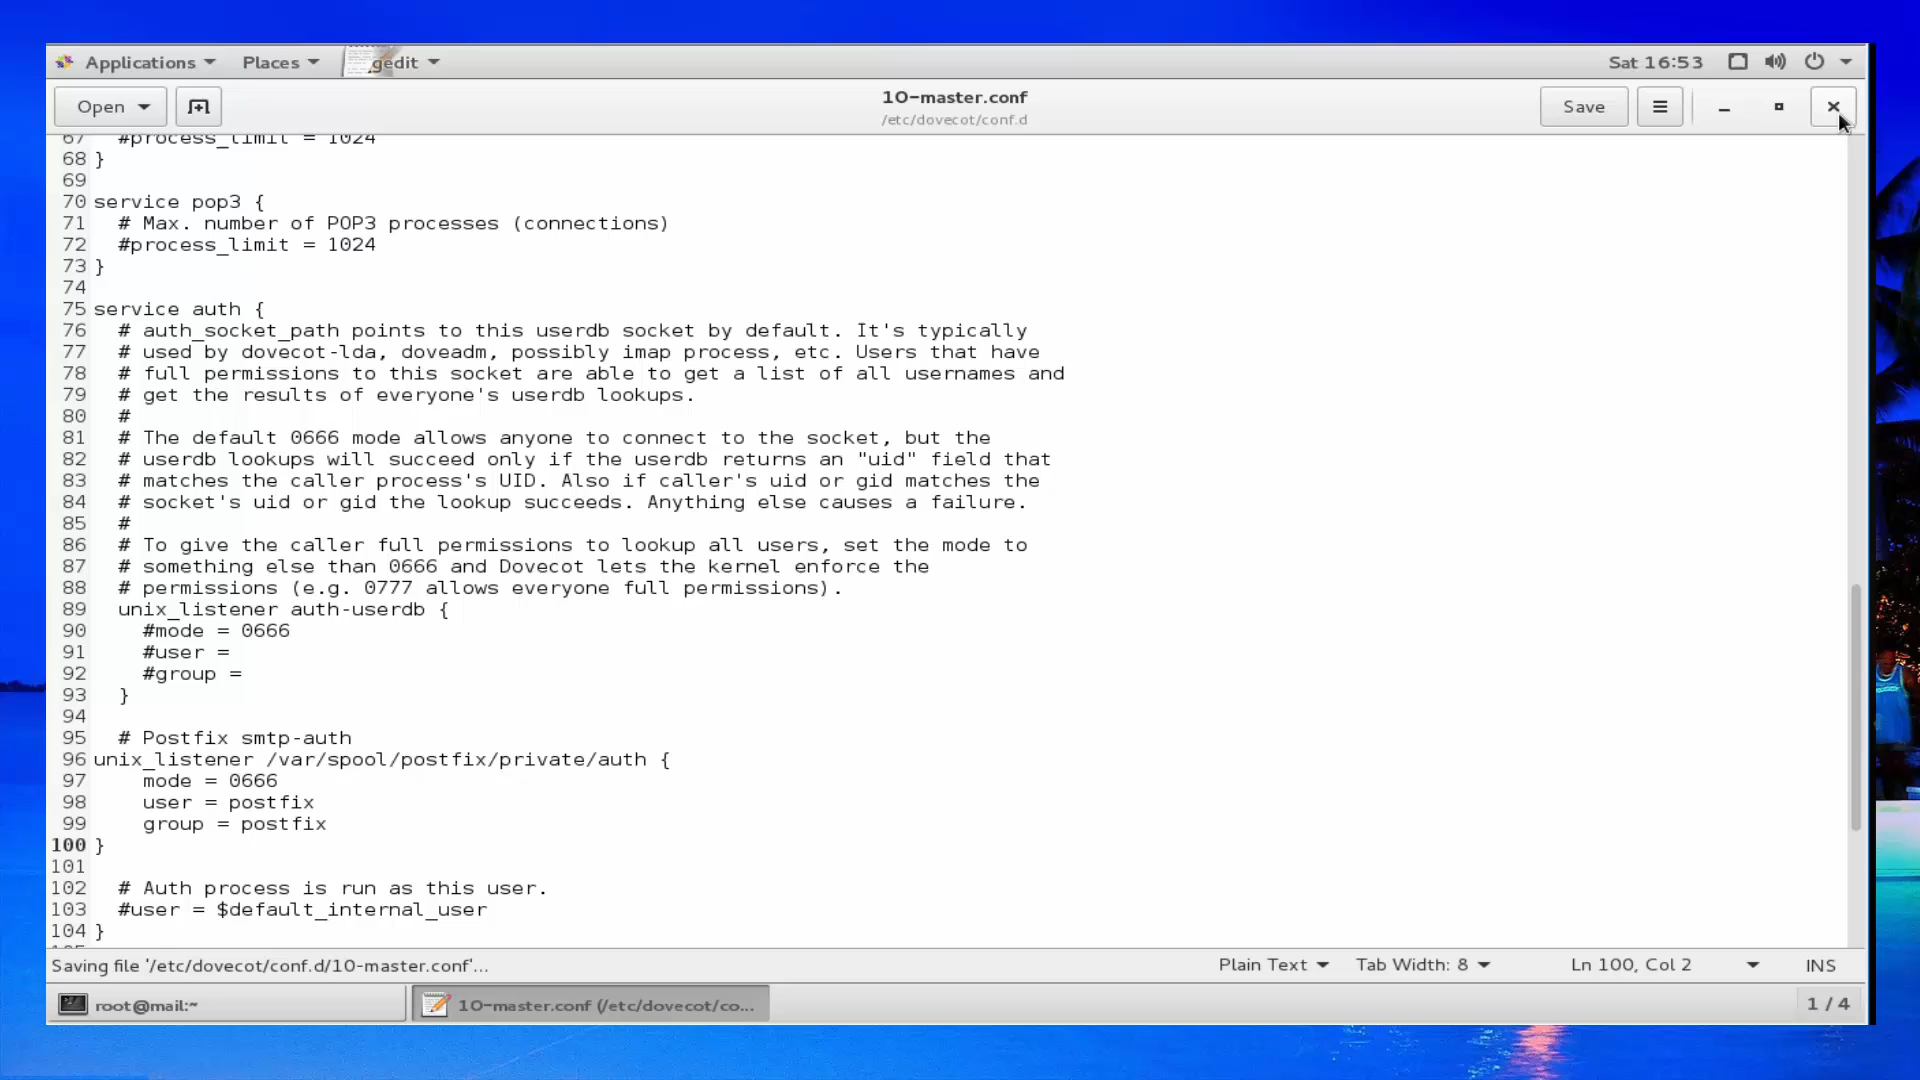 Applications Places gedit Sat 16:53
Open 10-master.conf Save
/etc/dovecot/conf.d
67   #process_limit = 1024
68 }
69
70 service pop3 {
71   # Max. number of POP3 processes (connections)
72   #process_limit = 1024
73 }
74
75 service auth {
76   # auth_socket_path points to this userdb socket by default. It's typically
77   # used by dovecot-lda, doveadm, possibly imap process, etc. Users that have
78   # full permissions to this socket are able to get a list of all usernames and
79   # get the results of everyone's userdb lookups.
80   #
81   # The default 0666 mode allows anyone to connect to the socket, but the
82   # userdb lookups will succeed only if the userdb returns an "uid" field that
83   # matches the caller process's UID. Also if caller's uid or gid matches the
84   # socket's uid or gid the lookup succeeds. Anything else causes a failure.
85   #
86   # To give the caller full permissions to lookup all users, set the mode to
87   # something else than 0666 and Dovecot lets the kernel enforce the
88   # permissions (e.g. 0777 allows everyone full permissions).
89   unix_listener auth-userdb {
90     #mode = 0666
91     #user =
92     #group =
93   }
94
95   # Postfix smtp-auth
96 unix_listener /var/spool/postfix/private/auth {
97     mode = 0666
98     user = postfix
99     group = postfix
100 }
101
102   # Auth process is run as this user.
103   #user = $default_internal_user
104 }
Saving file '/etc/dovecot/conf.d/10-master.conf'... Plain Text Tab Width: 8 Ln 100, Col 2 INS
root@mail:~ 10-master.conf (/etc/dovecot/co... 1 / 4